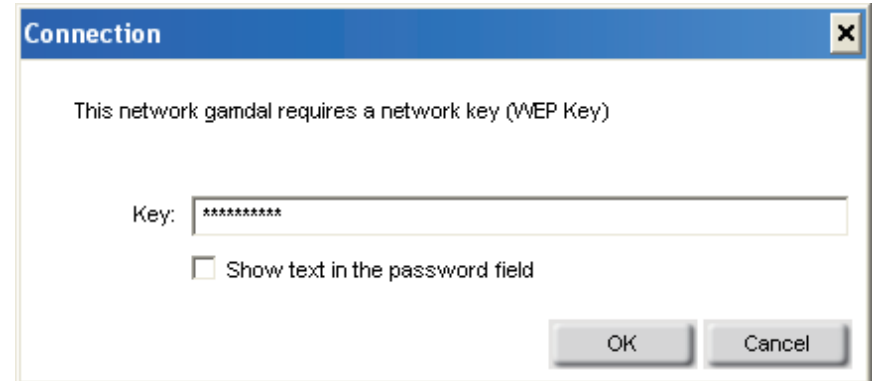 Connection
This network gamdal requires a network key (WEP Key)
Key: **********
Show text in the password field
OK Cancel